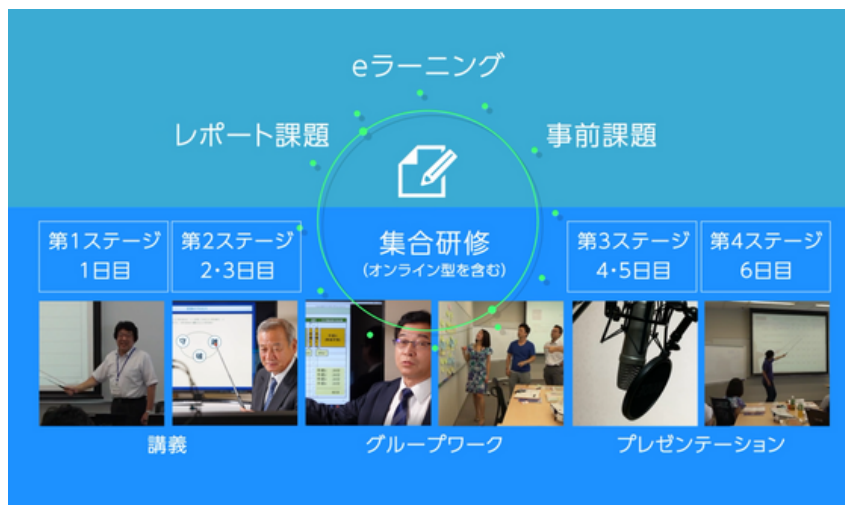 eラーニング
レポート課題
事前課題
第1ステージ
1日目
第2ステージ
2・3日目
集合研修
(オンライン型を含む)
第3ステージ
4・5日目
第4ステージ
6日目
講義
グループワーク
プレゼンテーション